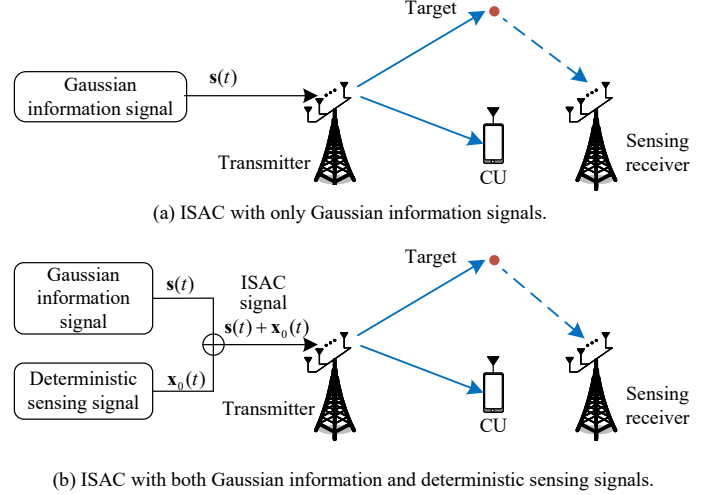 Target
Gaussian
information signal
s(t)
Transmitter
CU
Sensing
receiver
(a) ISAC with only Gaussian information signals.
Gaussian
information
signal
s(t)
ISAC
signal
s(t) + x₀(t)
Target
Deterministic
sensing signal
x₀(t)
Transmitter
CU
Sensing
receiver
(b) ISAC with both Gaussian information and deterministic sensing signals.